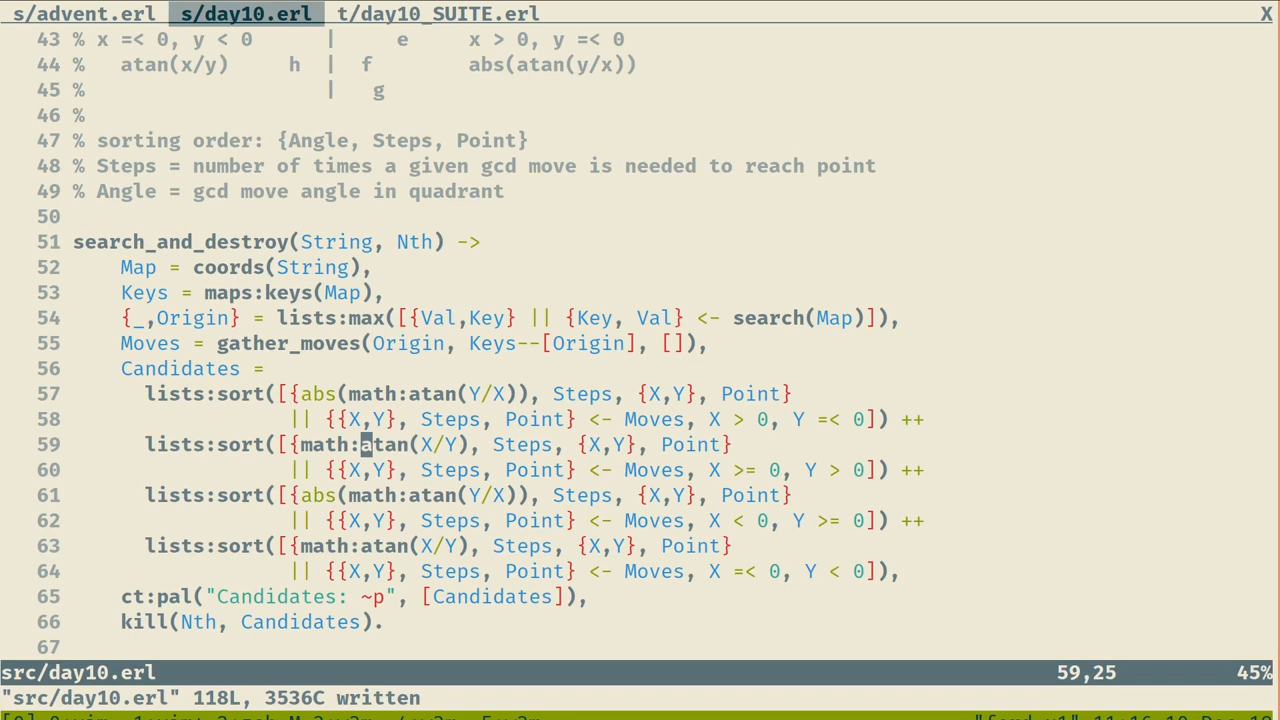 s/advent.erl  s/day10.erl  t/day10_SUITE.erl X
43 % x =< 0, y < 0      |     e     x > 0, y =< 0
44 %   atan(x/y)     h  |  f        abs(atan(y/x))
45 %                    |   g
46 %
47 % sorting order: {Angle, Steps, Point}
48 % Steps = number of times a given gcd move is needed to reach point
49 % Angle = gcd move angle in quadrant
50
51 search_and_destroy(String, Nth) ->
52     Map = coords(String),
53     Keys = maps:keys(Map),
54     {_,Origin} = lists:max([{Val,Key} || {Key, Val} <- search(Map)]),
55     Moves = gather_moves(Origin, Keys--[Origin], []),
56     Candidates =
57       lists:sort([{abs(math:atan(Y/X)), Steps, {X,Y}, Point}
58                   || {{X,Y}, Steps, Point} <- Moves, X > 0, Y =< 0]) ++
59       lists:sort([{math:atan(X/Y), Steps, {X,Y}, Point}
60                   || {{X,Y}, Steps, Point} <- Moves, X >= 0, Y > 0]) ++
61       lists:sort([{abs(math:atan(Y/X)), Steps, {X,Y}, Point}
62                   || {{X,Y}, Steps, Point} <- Moves, X < 0, Y >= 0]) ++
63       lists:sort([{math:atan(X/Y), Steps, {X,Y}, Point}
64                   || {{X,Y}, Steps, Point} <- Moves, X =< 0, Y < 0]),
65     ct:pal("Candidates: ~p", [Candidates]),
66     kill(Nth, Candidates).
67
src/day10.erl 59,25 45%
"src/day10.erl" 118L, 3536C written